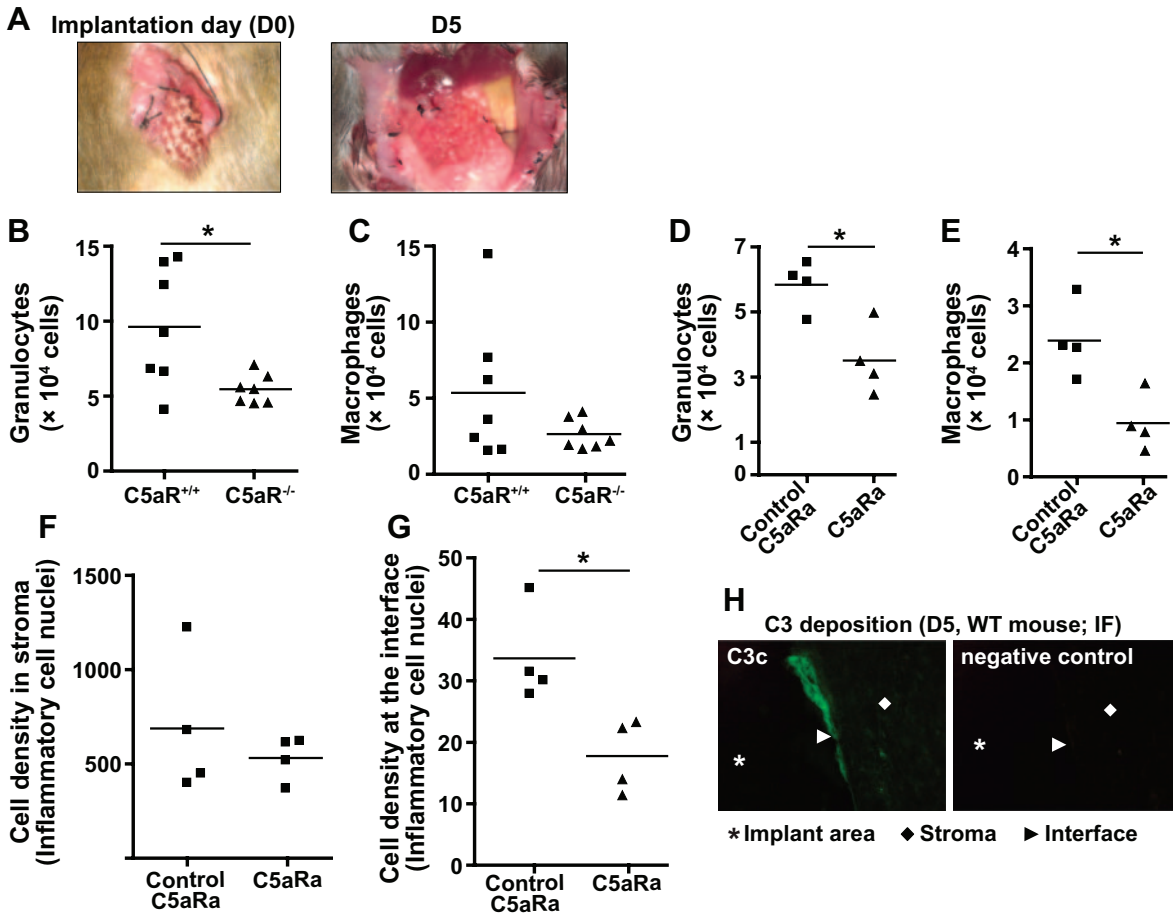 A
Implantation day (D0)
D5
B
Granulocytes
(× 10⁴ cells)
15
10
5
0
*
C5aR+/+
C5aR-/-
C
Macrophages
(× 10⁴ cells)
15
10
5
0
C5aR+/+
C5aR-/-
D
Granulocytes
(× 10⁴ cells)
7
5
3
1
0
*
Control
C5aRa
C5aRa
E
Macrophages
(× 10⁴ cells)
4
3
2
1
0
*
Control
C5aRa
C5aRa
F
Cell density in stroma
(Inflammatory cell nuclei)
1500
1000
500
Control
C5aRa
C5aRa
G
Cell density at the interface
(Inflammatory cell nuclei)
50
40
30
20
10
0
*
Control
C5aRa
C5aRa
H
C3 deposition (D5, WT mouse; IF)
C3c
*
negative control
*
* Implant area ◆ Stroma ▶ Interface